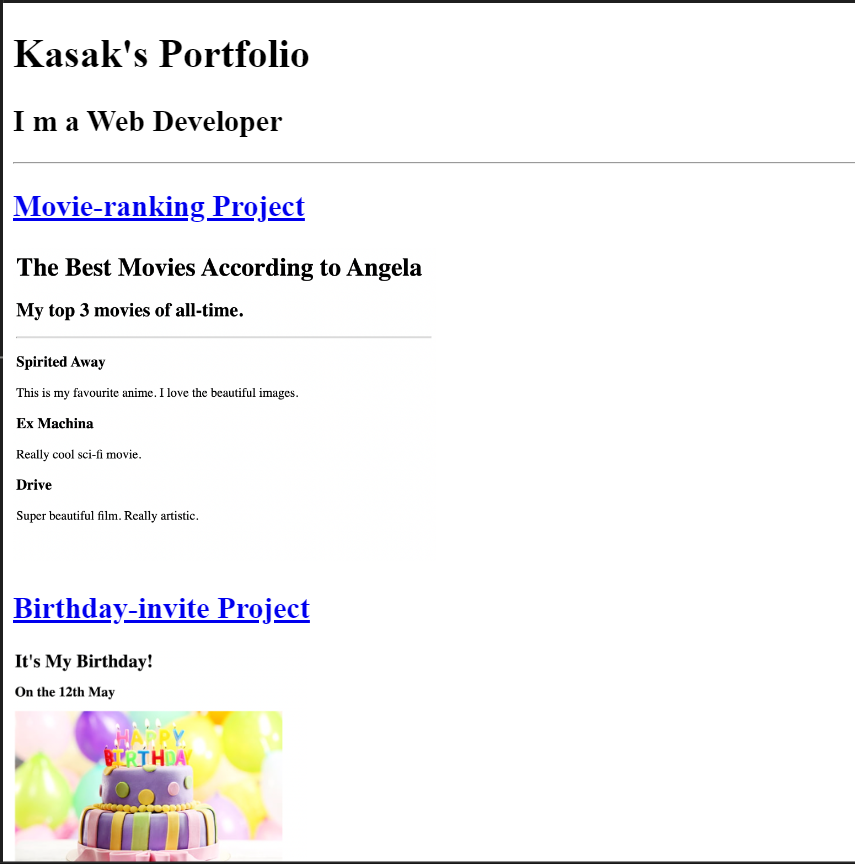 Kasak's Portfolio
I m a Web Developer
Movie-ranking Project
The Best Movies According to Angela
My top 3 movies of all-time.
Spirited Away
This is my favourite anime. I love the beautiful images.
Ex Machina
Really cool sci-fi movie.
Drive
Super beautiful film. Really artistic.
Birthday-invite Project
It's My Birthday!
On the 12th May
HAPPY
BIRTHDAY